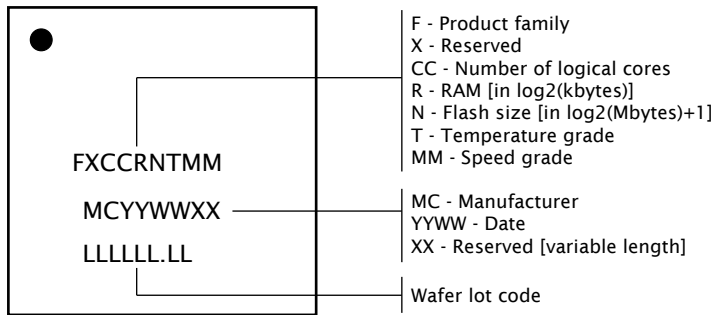 FXCCRNTMM
MCYYWWXX
LLLLLL.LL
F - Product family
X - Reserved
CC - Number of logical cores
R - RAM [in log2(kbytes)]
N - Flash size [in log2(Mbytes)+1]
T - Temperature grade
MM - Speed grade
MC - Manufacturer
YYWW - Date
XX - Reserved [variable length]
Wafer lot code